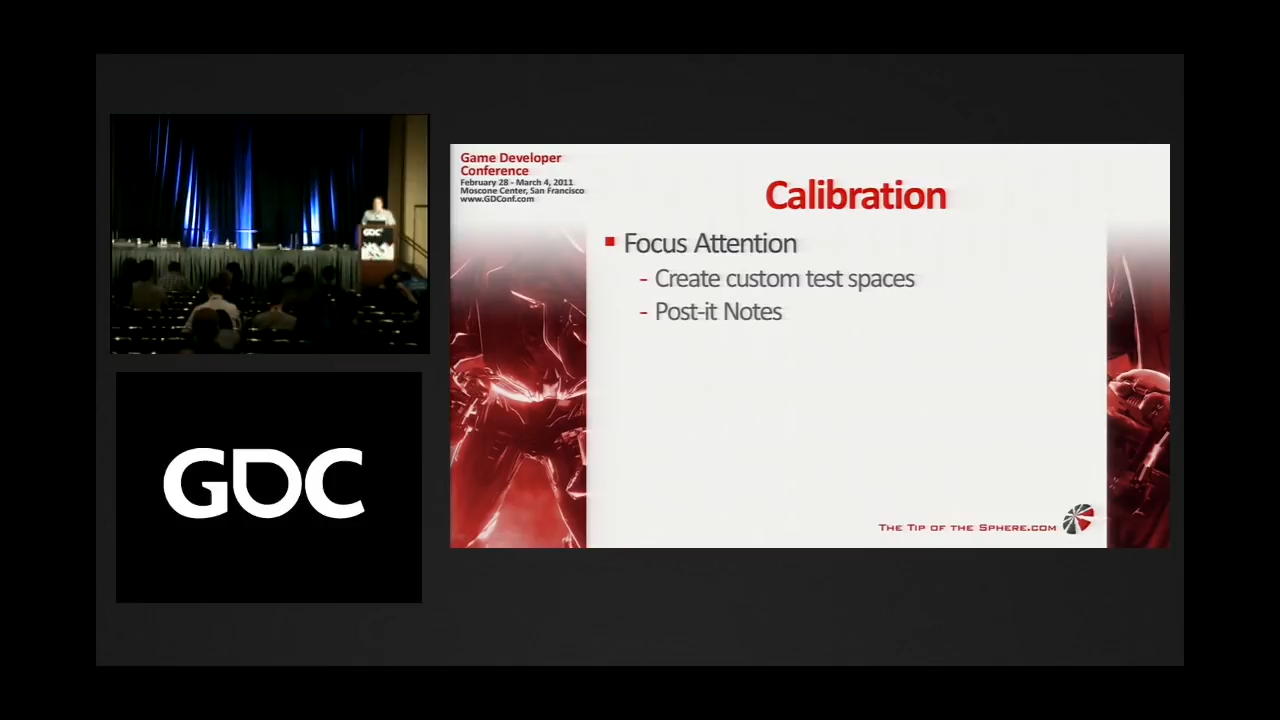 Game Developer
Conference
February 28 - March 4, 2011
Moscone Center, San Francisco
www.GDConf.com
Calibration
Focus Attention
- Create custom test spaces
- Post-it Notes
THE TIP OF THE SPHERE.COM
GDC
GDC